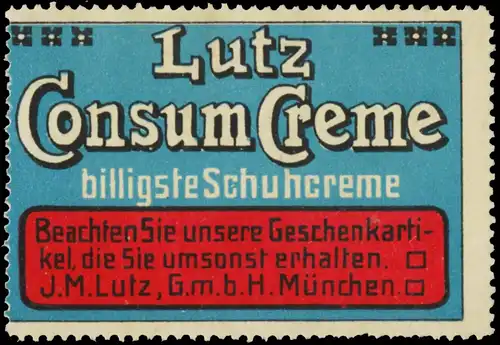 Lutz
Consum Creme
billigste Schuhcreme
Beachten Sie unsere Geschenkarti-
kel, die Sie umsonst erhalten.
J. M. Lutz, G.m.b.H. München.